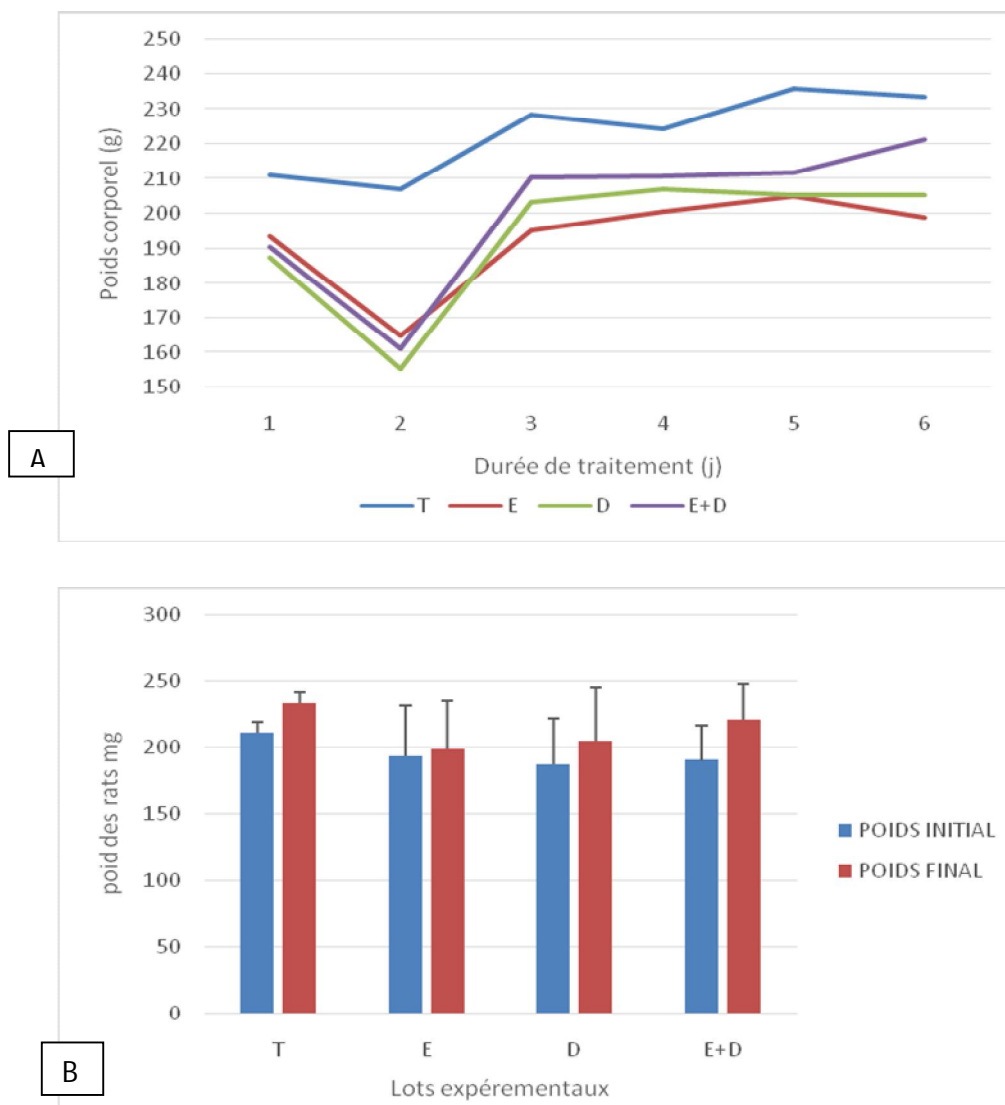 250
240
230
220
210
200
190
180
170
160
150
Poids corporel (g)
1 2 3 4 5 6
A
Durée de traitement (j)
T E D E+D
300
250
200
150
100
50
0
poid des rats mg
POIDS INITIAL
POIDS FINAL
T E D E+D
B
Lots expérementaux